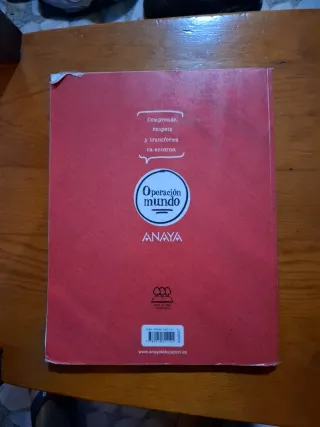 Comprende,
respeta
y transforma
tu entorno
Operación
mundo
ANAYA
www.anayaeducacion.es